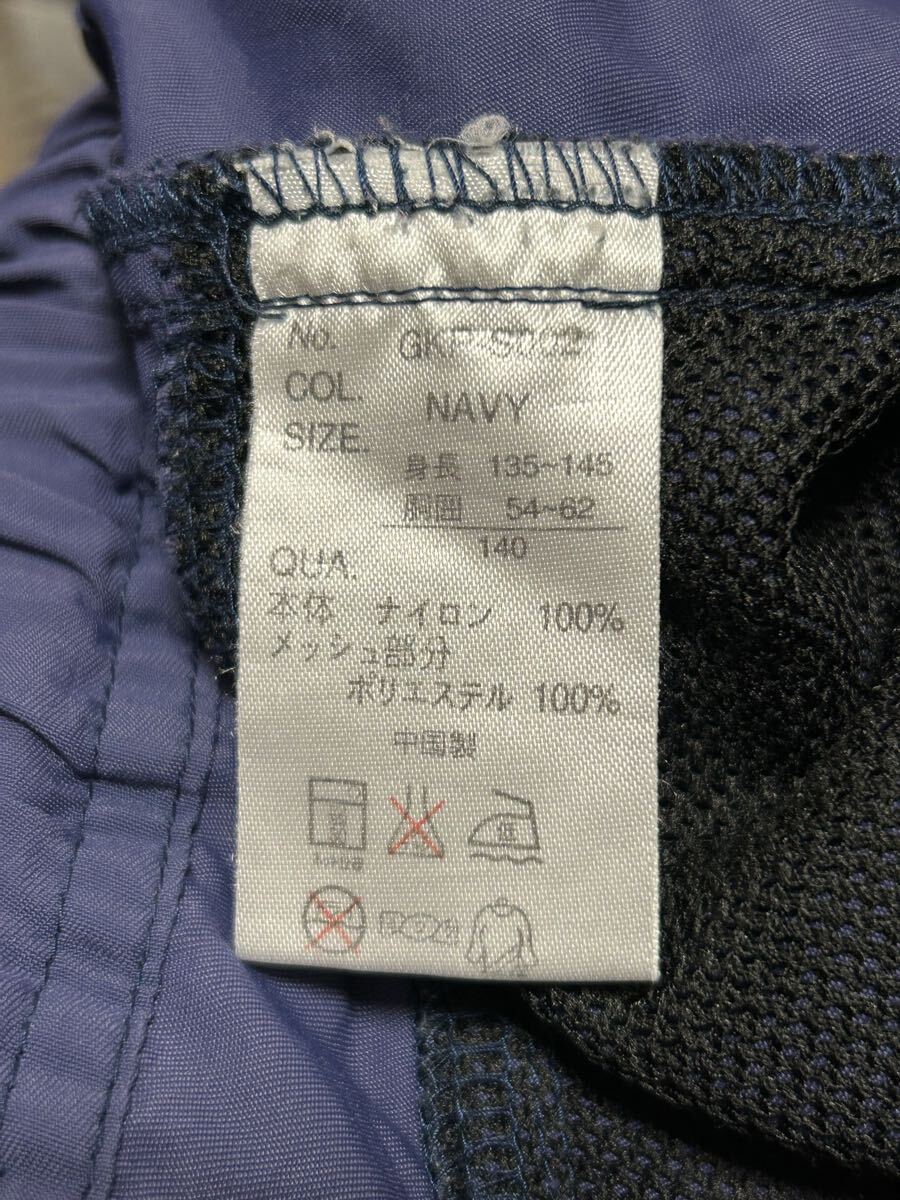 No.
COL. NAVY
SIZE.
身長 135~145
胴囲 54~62
140
QUA.
本体 ナイロン 100%
メッシュ部分
ポリエステル 100%
中国製